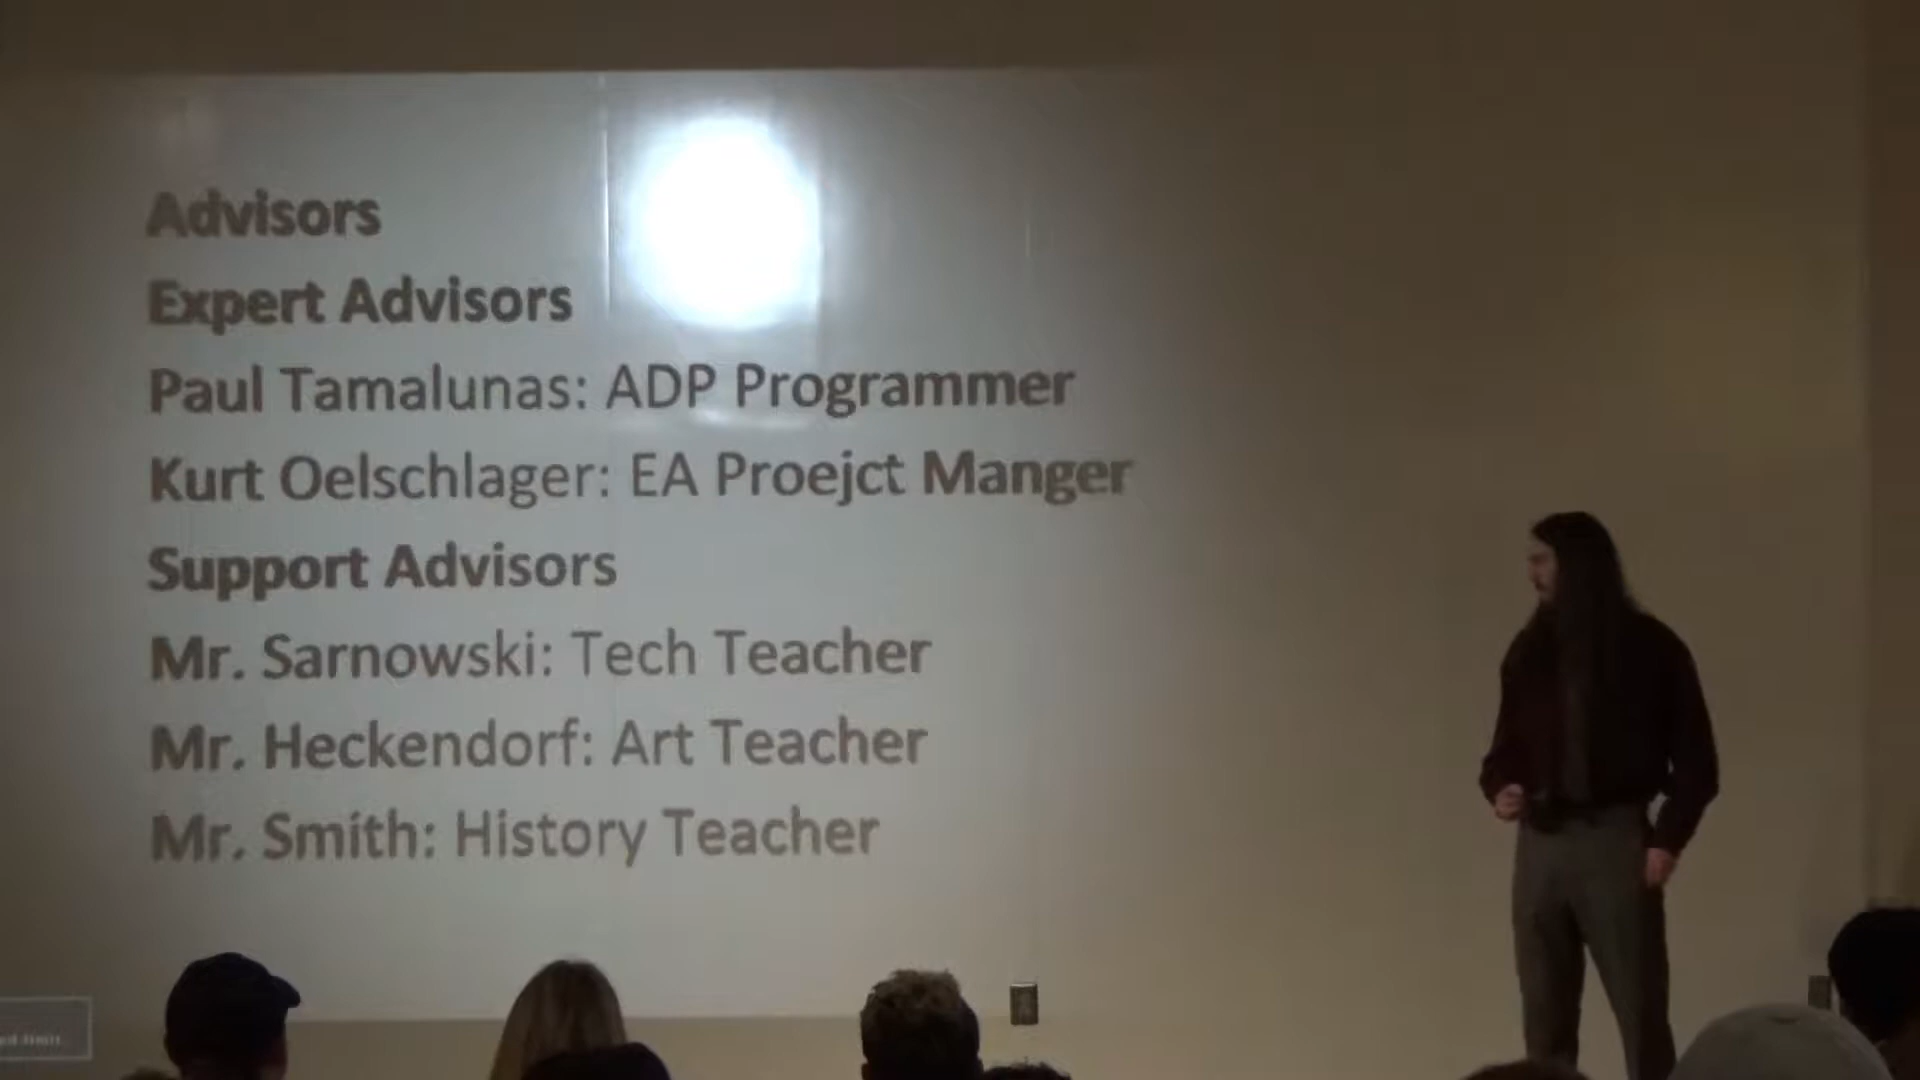 Advisors
Expert Advisors
Paul Tamalunas: ADP Programmer
Kurt Oelschlager: EA Proejct Manger
Support Advisors
Mr. Sarnowski: Tech Teacher
Mr. Heckendorf: Art Teacher
Mr. Smith: History Teacher